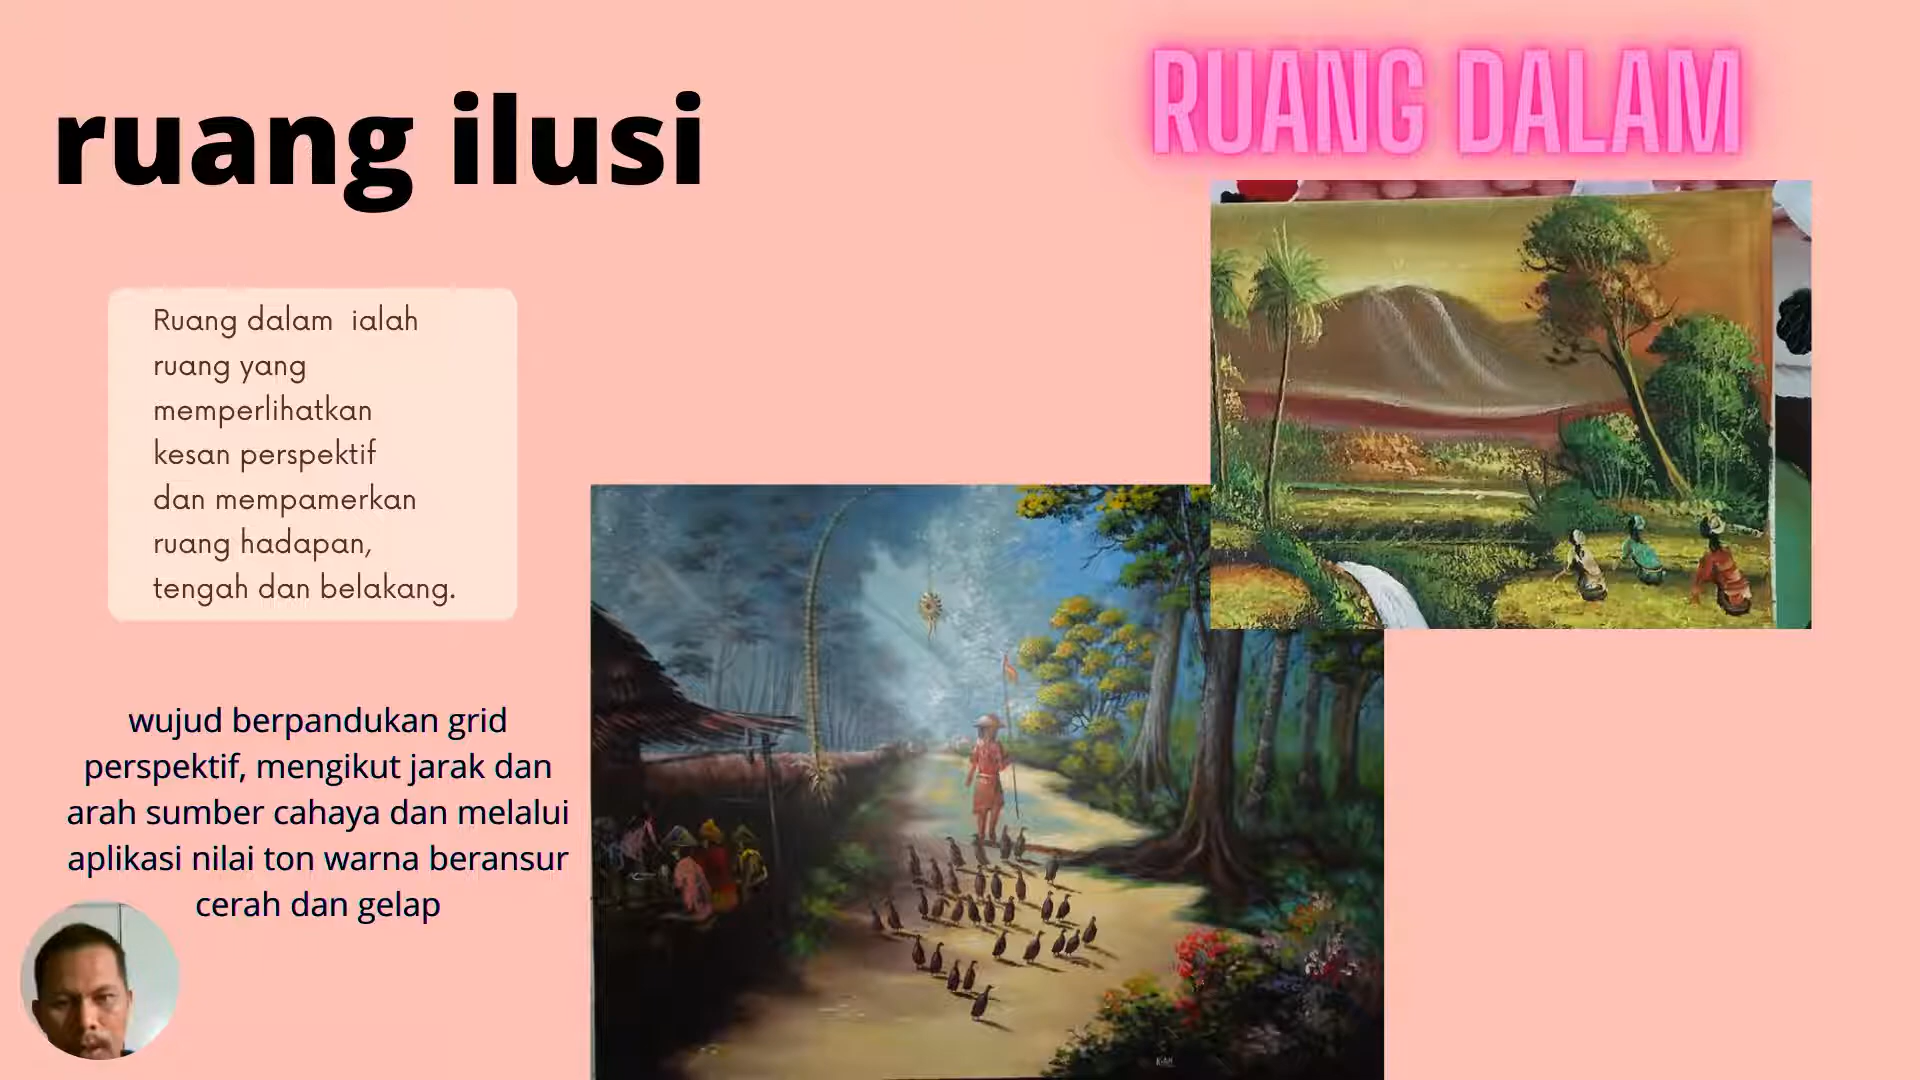 ruang ilusi
RUANG DALAM
Ruang dalam ialah
ruang yang
memperlihatkan
kesan perspektif
dan mempamerkan
ruang hadapan,
tengah dan belakang.
wujud berpandukan grid
perspektif, mengikut jarak dan
arah sumber cahaya dan melalui
aplikasi nilai ton warna beransur
cerah dan gelap